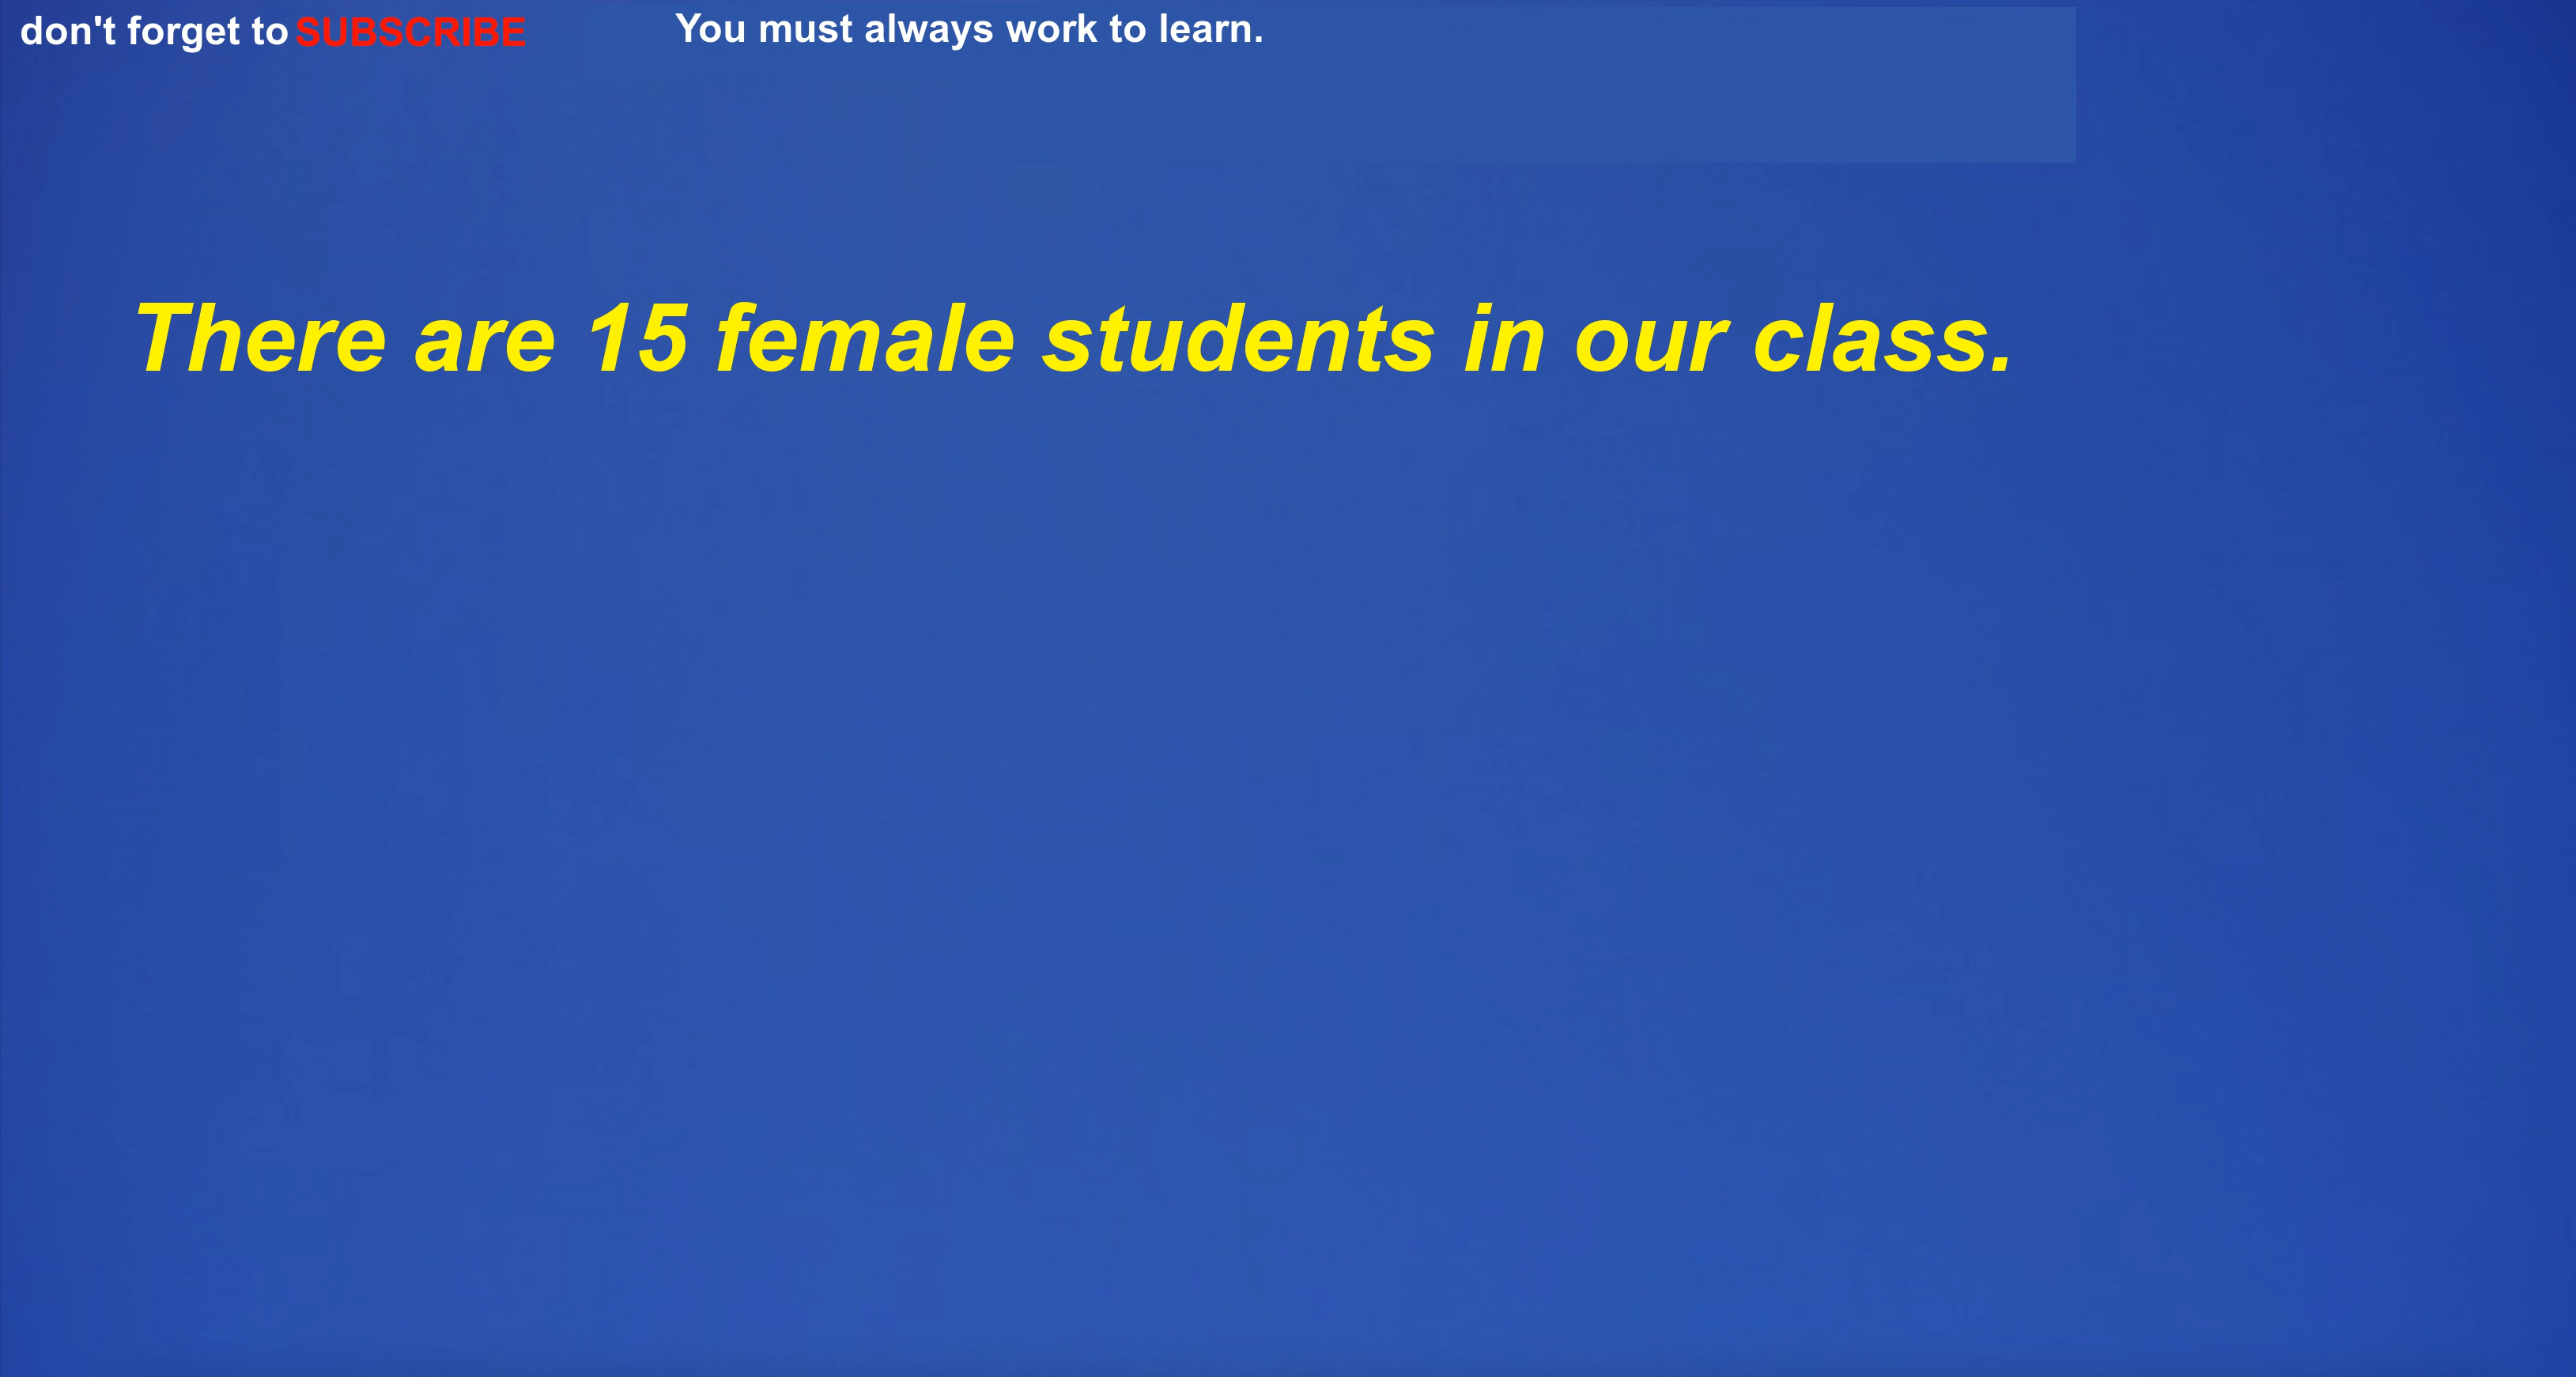 don't forget to SUBSCRIBE
You must always work to learn.
There are 15 female students in our class.